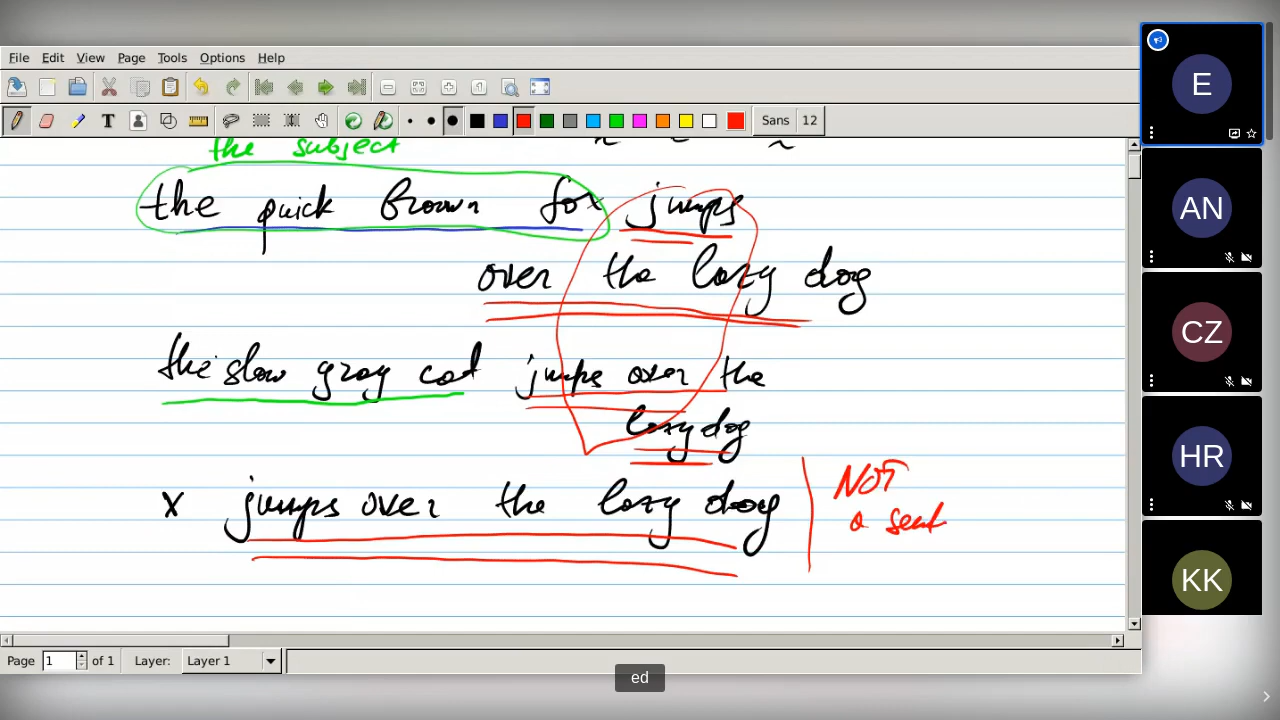 File Edit View Page Tools Options Help
Sans 12
the subject
the quick brown fox jumps
over the lazy dog
the slow gray cat jumps over the
lazy dog
x jumps over the lazy dog
NOT
a sent
Page 1 of 1 Layer: Layer 1
ed
E
AN
CZ
HR
KK